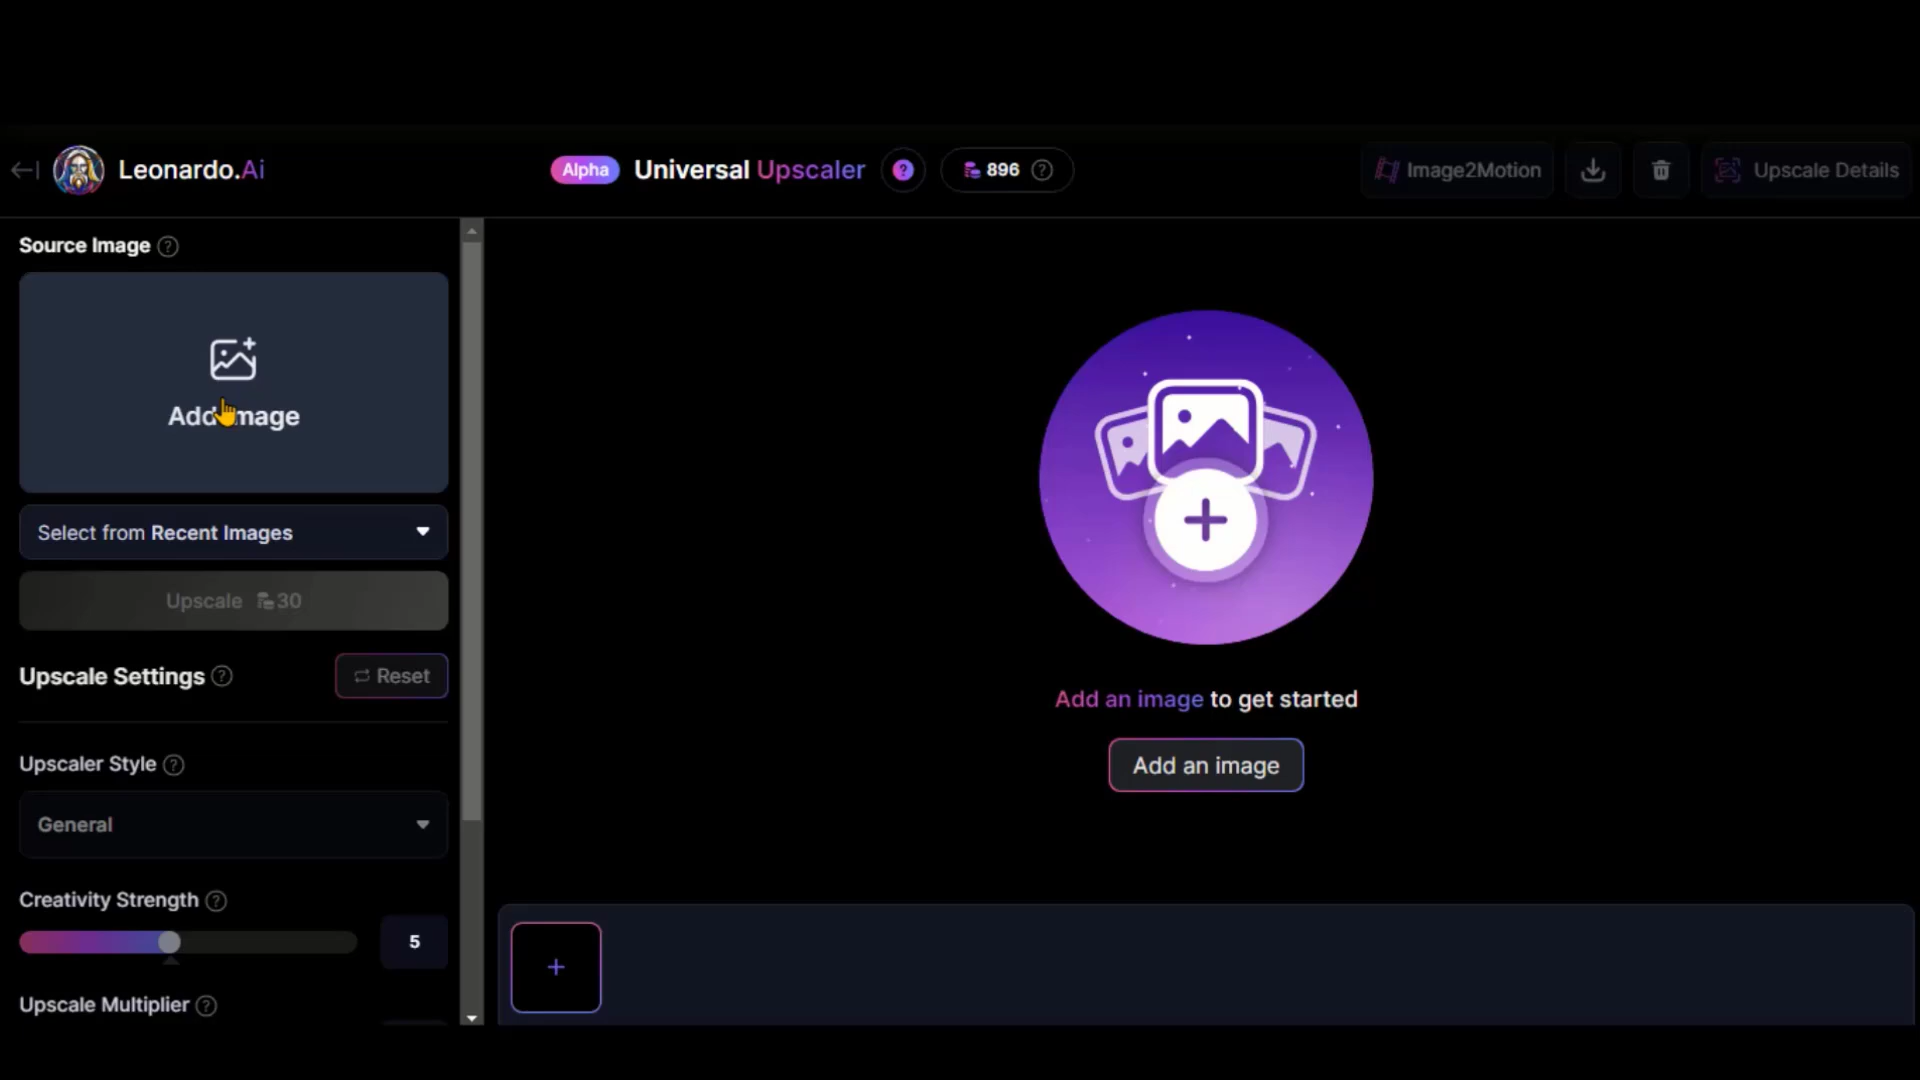 Leonardo.Ai
Alpha Universal Upscaler ? 896 ?
Image2Motion
Upscale Details
Source Image ?
Add Image
Select from Recent Images
Upscale 30
Upscale Settings ?
Reset
Upscaler Style ?
General
Creativity Strength ?
5
Upscale Multiplier ?
Add an image to get started
Add an image